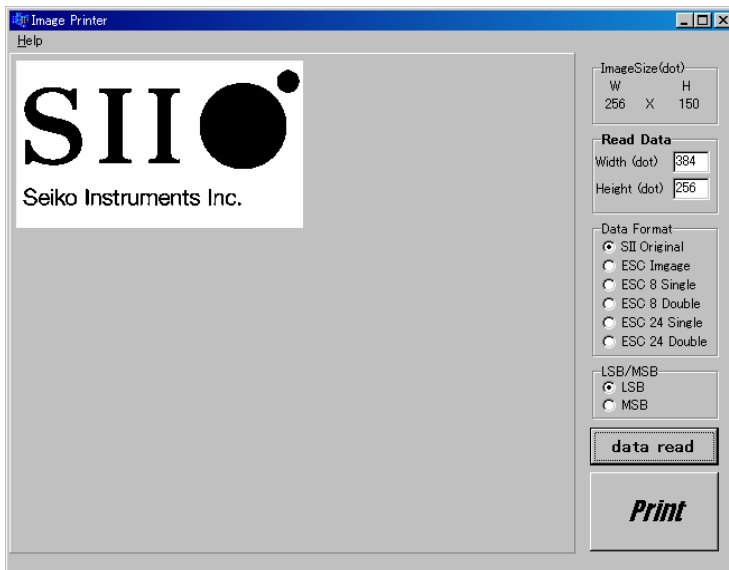 Image Printer
Help
SII
Seiko Instruments Inc.
ImageSize(dot)
W H
256 X 150
Read Data
Width (dot) 384
Height (dot) 256
Data Format
SII Original
ESC Imgage
ESC 8 Single
ESC 8 Double
ESC 24 Single
ESC 24 Double
LSB/MSB
LSB
MSB
data read
Print